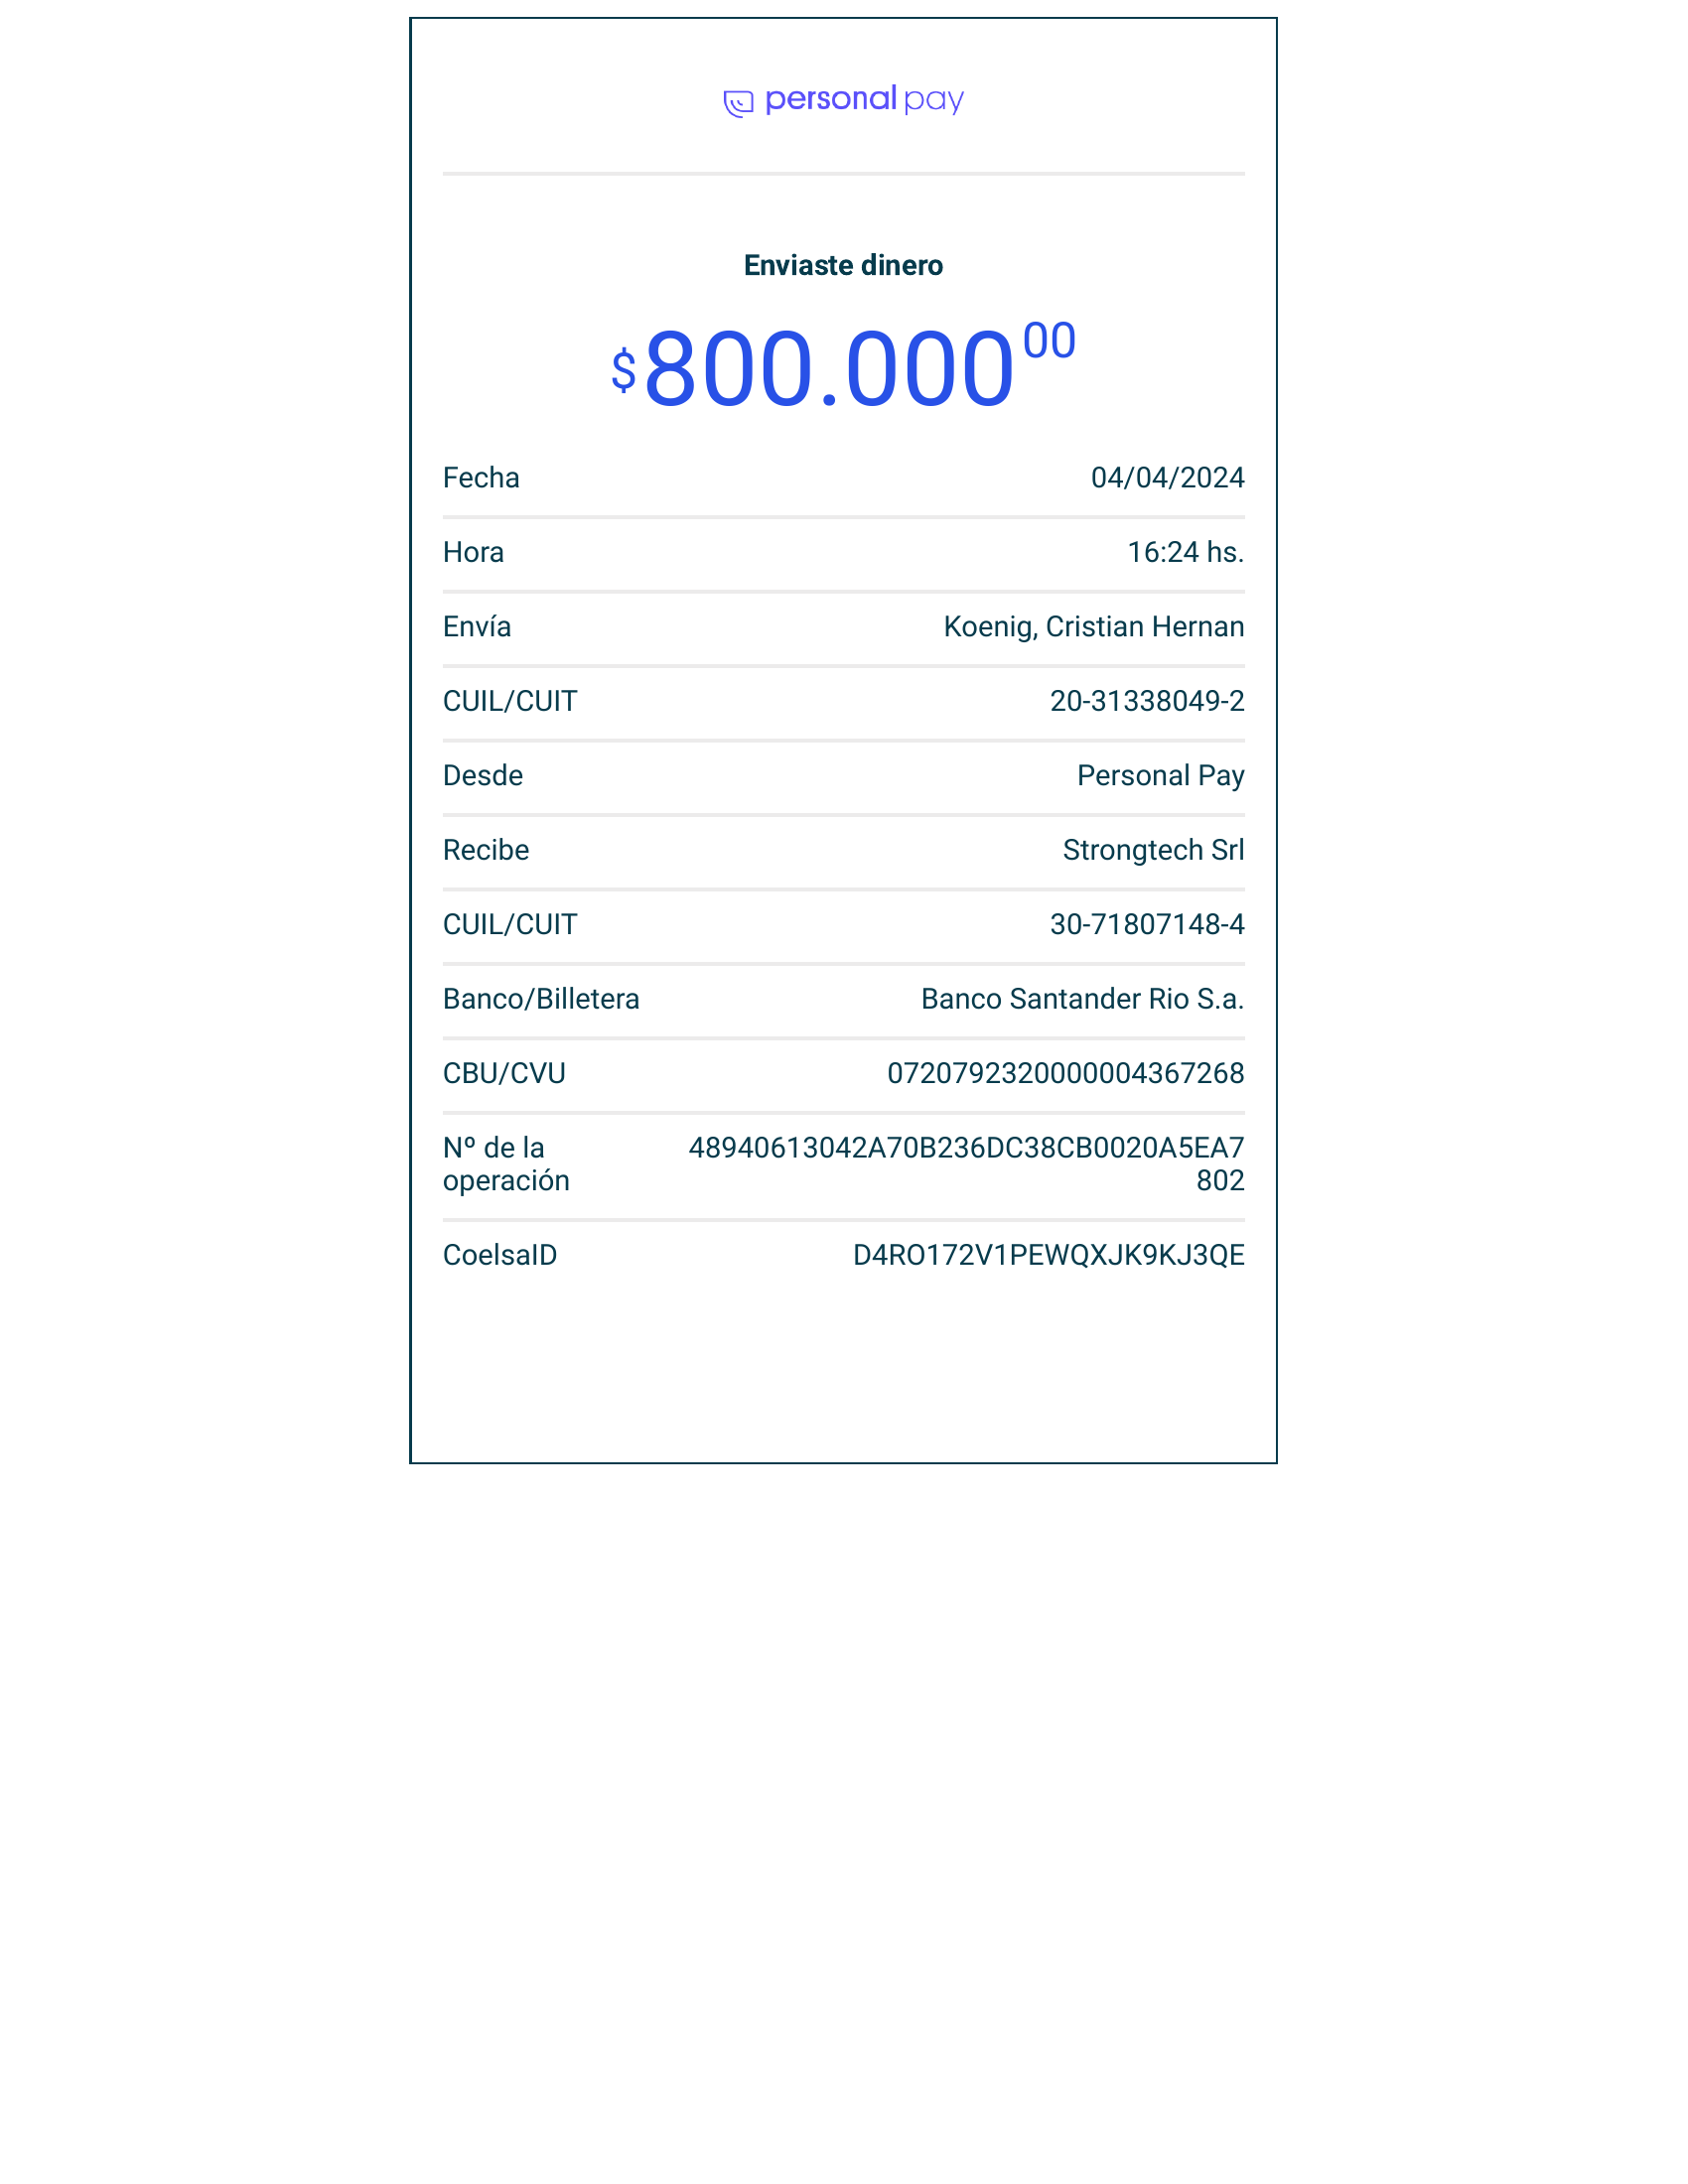 personal pay
Enviaste dinero
$800.000 00
Fecha 04/04/2024
Hora 16:24 hs.
Envía Koenig, Cristian Hernan
CUIL/CUIT 20-31338049-2
Desde Personal Pay
Recibe Strongtech Srl
CUIL/CUIT 30-71807148-4
Banco/Billetera Banco Santander Rio S.a.
CBU/CVU 0720792320000004367268
Nº de la 48940613042A70B236DC38CB0020A5EA7
operación 802
CoelsaID D4RO172V1PEWQXJK9KJ3QE